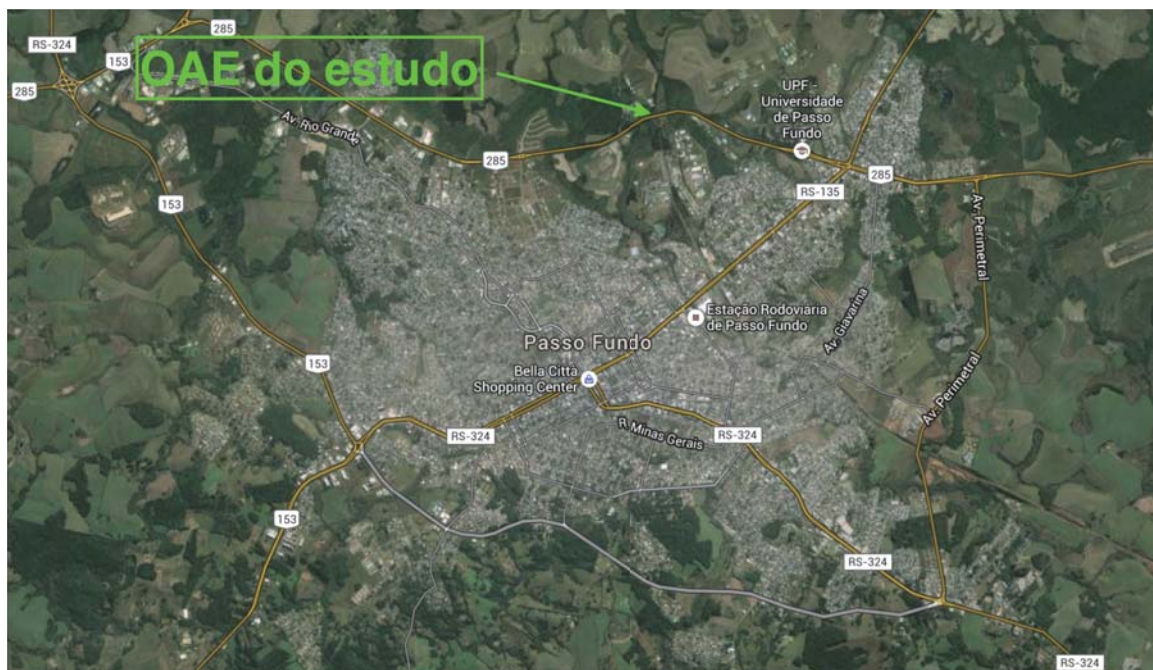 RS-324
285
153
285
OAE do estudo
Av. Rio Grande
UPF -
Universidade
de Passo
Fundo
285
153
RS-135
285
Av. Perimetral
Av. Giavarina
Estação Rodoviaria
de Passo Fundo
Passo Fundo
Bella Città
Shopping Center
153
Av. Perimetral
RS-324
R. Minas Gerais
RS-324
153
RS-324
RS-324